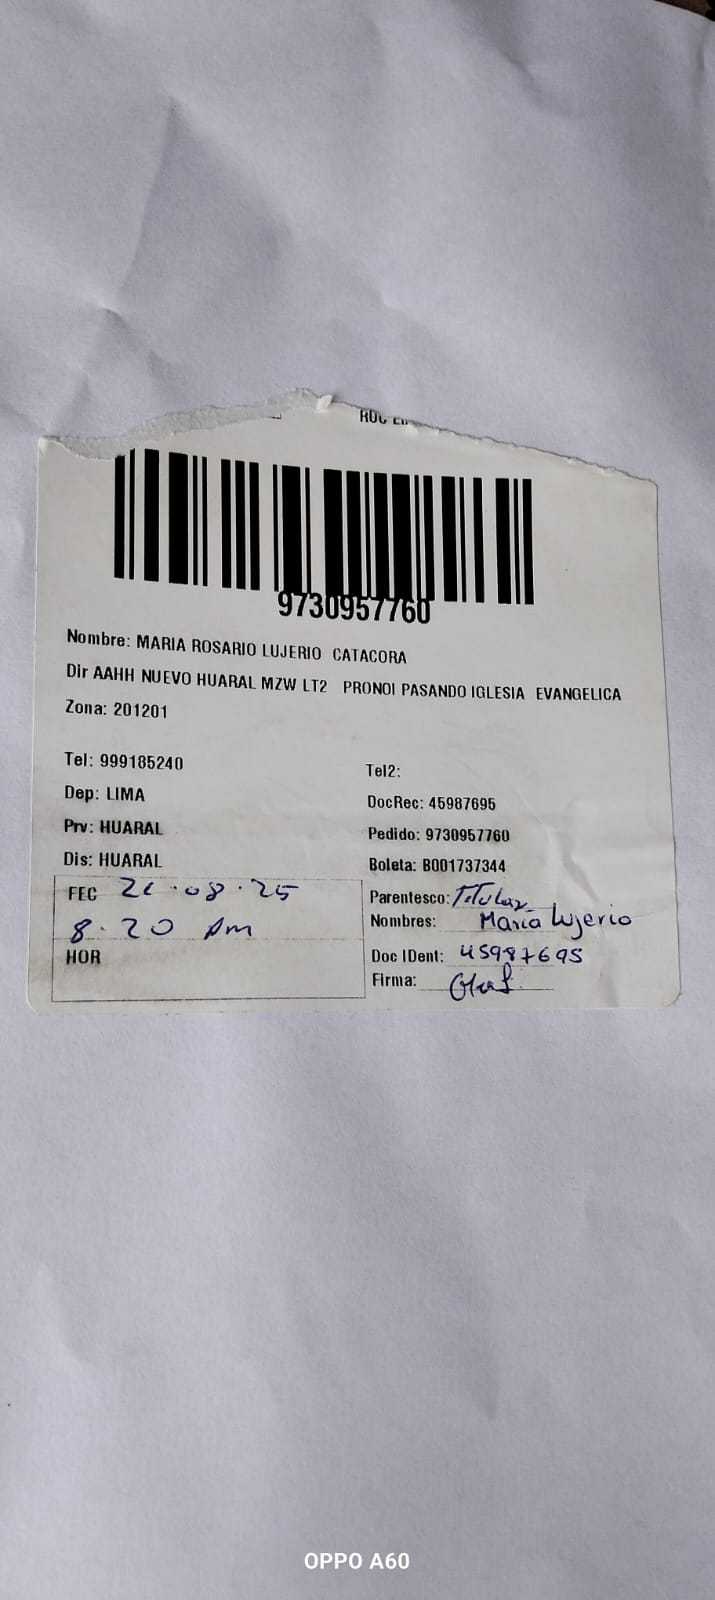 9730957760
Nombre: MARIA ROSARIO LUJERIO CATACORA
Dir AAHH NUEVO HUARAL MZW LT2 PRONOI PASANDO IGLESIA EVANGELICA
Zona: 201201
Tel: 999185240
Tel2:
Dep: LIMA
DocRec: 45987695
Prv: HUARAL
Pedido: 9730957760
Dis: HUARAL
Boleta: B001737344
FEC 21.08.25
Parentesco: Titular
8.20 pm
Nombres: Maria Lujerio
HOR
Doc IDent: 45987695
Firma:
OPPO A60